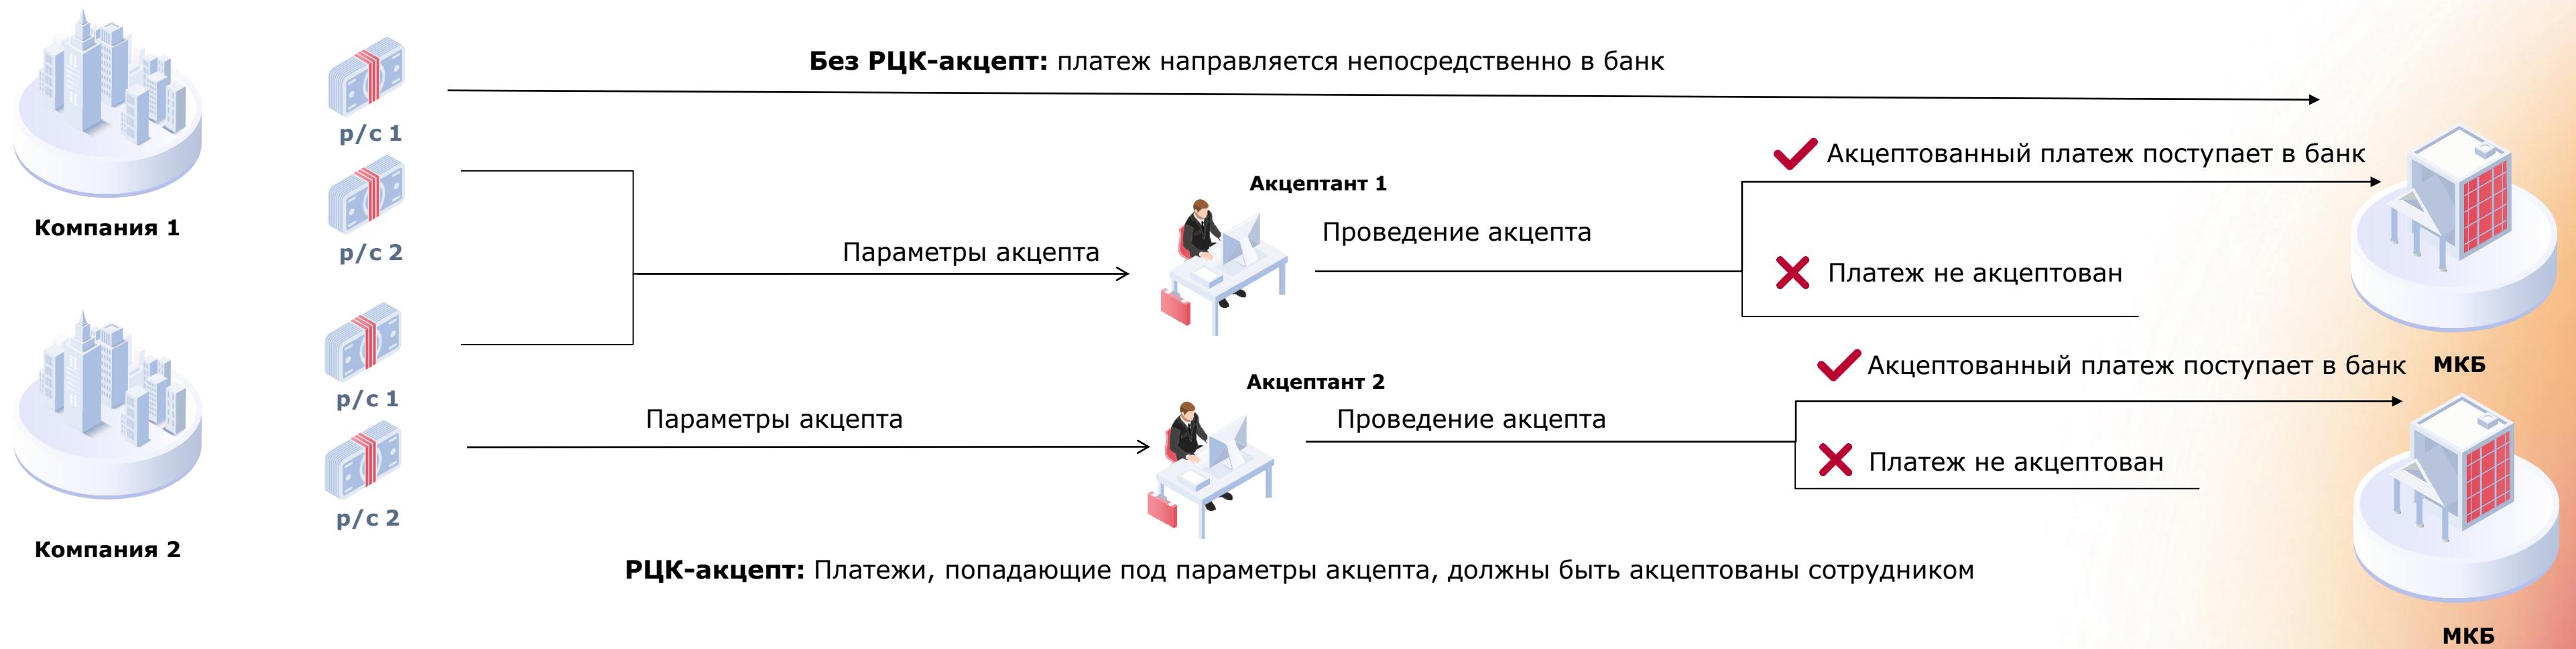 Без РЦК-акцепт: платеж направляется непосредственно в банк
р/с 1
Компания 1
р/с 2
Параметры акцепта
Акцептант 1
Проведение акцепта
Акцептованный платеж поступает в банк
Платеж не акцептован
МКБ
Компания 2
р/с 1
р/с 2
Параметры акцепта
Акцептант 2
Проведение акцепта
Акцептованный платеж поступает в банк
Платеж не акцептован
МКБ
РЦК-акцепт: Платежи, попадающие под параметры акцепта, должны быть акцептованы сотрудником